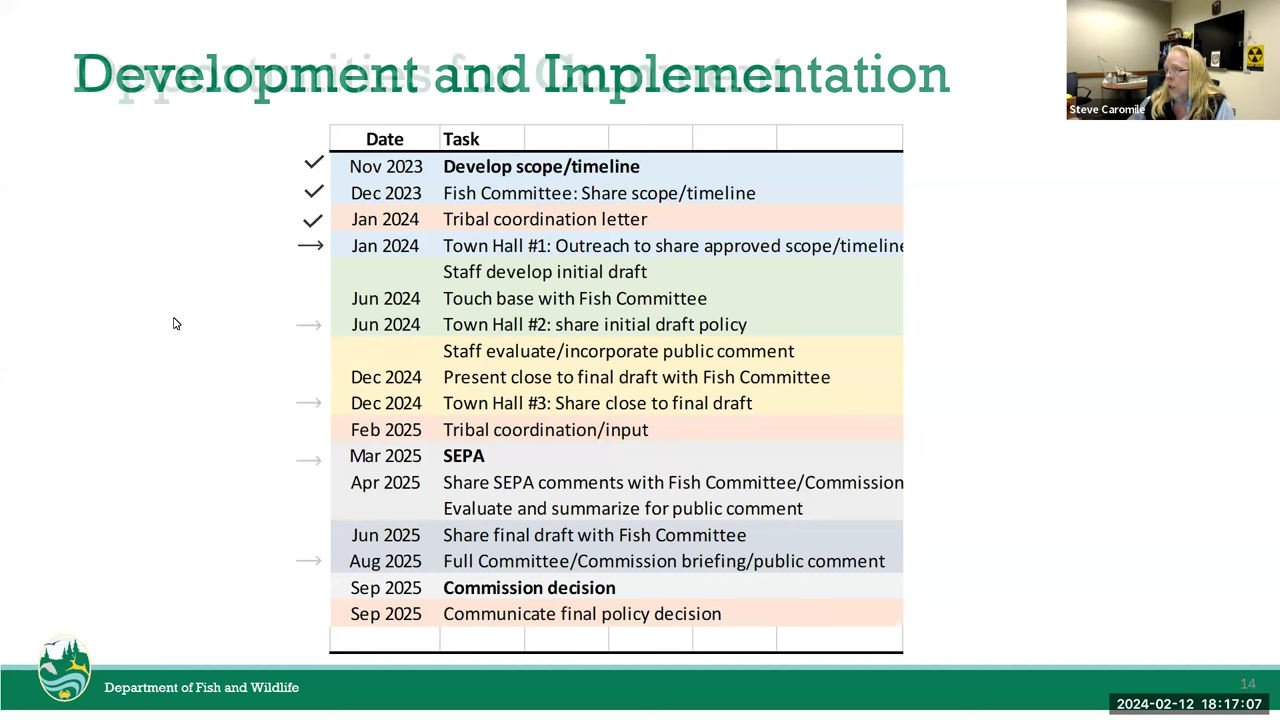 Development and Implementation
Steve Caromile
Date Task
Nov 2023 Develop scope/timeline
Dec 2023 Fish Committee: Share scope/timeline
Jan 2024 Tribal coordination letter
Jan 2024 Town Hall #1: Outreach to share approved scope/timeline
Staff develop initial draft
Jun 2024 Touch base with Fish Committee
Jun 2024 Town Hall #2: share initial draft policy
Staff evaluate/incorporate public comment
Dec 2024 Present close to final draft with Fish Committee
Dec 2024 Town Hall #3: Share close to final draft
Feb 2025 Tribal coordination/input
Mar 2025 SEPA
Apr 2025 Share SEPA comments with Fish Committee/Commission
Evaluate and summarize for public comment
Jun 2025 Share final draft with Fish Committee
Aug 2025 Full Committee/Commission briefing/public comment
Sep 2025 Commission decision
Sep 2025 Communicate final policy decision
Department of Fish and Wildlife
14
2024-02-12 18:17:07